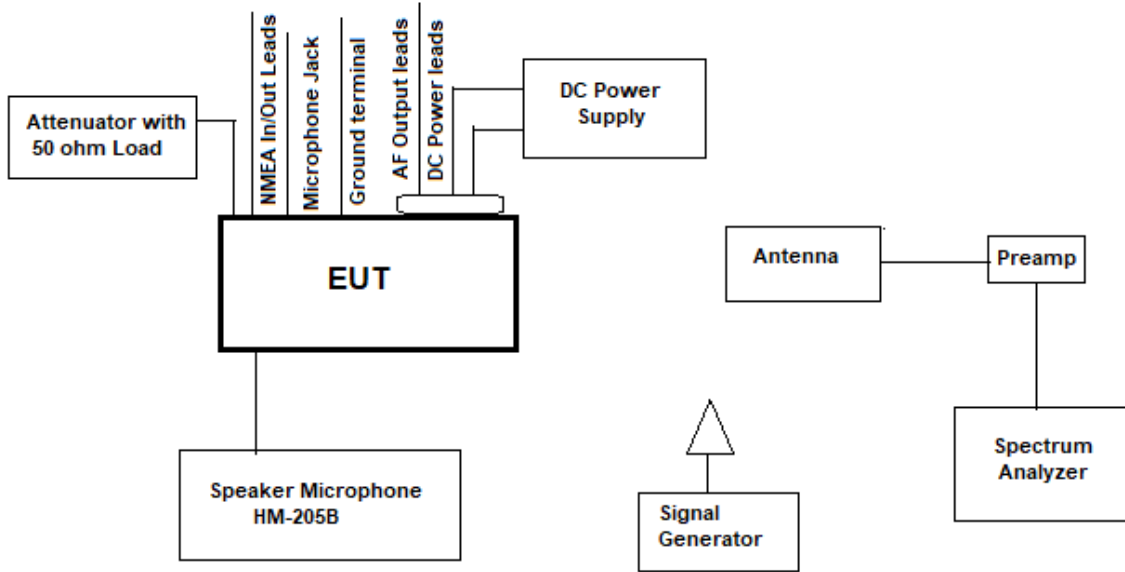 Attenuator with
50 ohm Load
NMEA In/Out Leads
Microphone Jack
Ground terminal
AF Output leads
DC Power leads
DC Power
Supply
EUT
Antenna
Preamp
Speaker Microphone
HM-205B
Signal
Generator
Spectrum
Analyzer